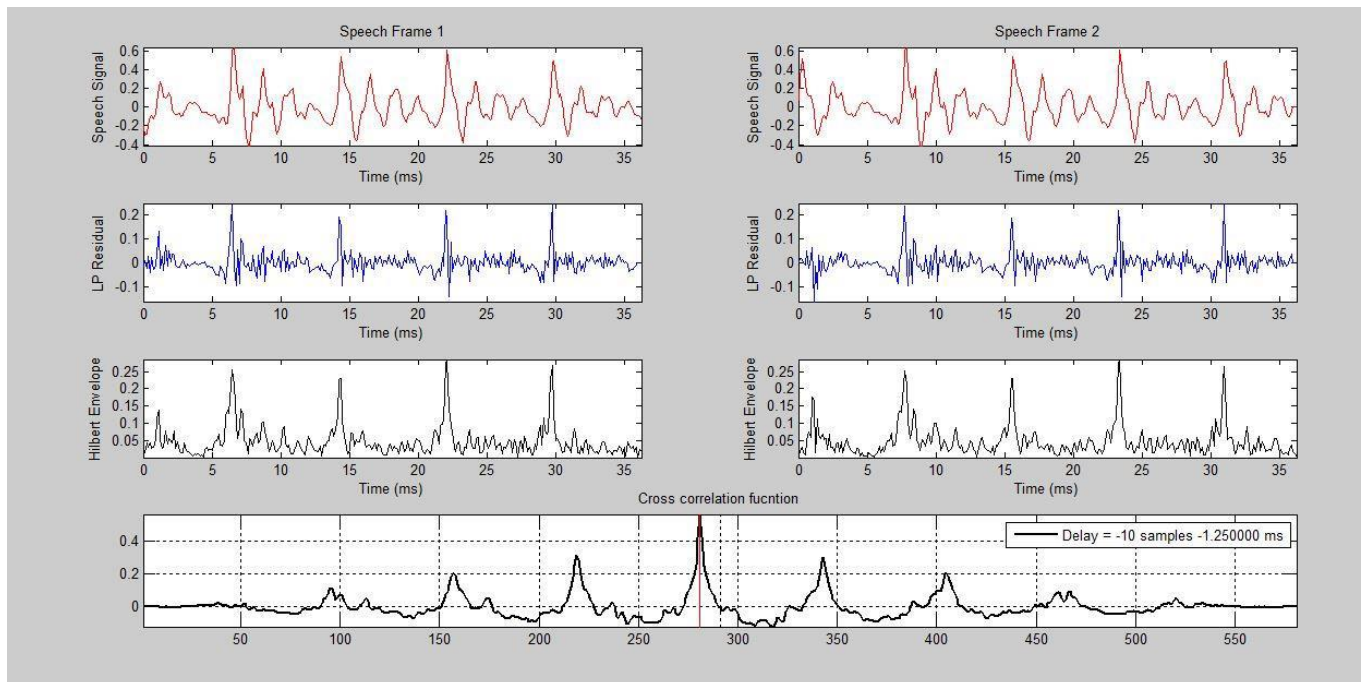 Speech Frame 1
Speech Signal
0.6
0.4
0.2
0
-0.2
-0.4
0 5 10 15 20 25 30 35
Time (ms)
Speech Frame 2
Speech Signal
0.6
0.4
0.2
0
-0.2
-0.4
0 5 10 15 20 25 30 35
Time (ms)
LP Residual
0.2
0.1
0
-0.1
0 5 10 15 20 25 30 35
Time (ms)
LP Residual
0.2
0.1
0
-0.1
0 5 10 15 20 25 30 35
Time (ms)
Hilbert Envelope
0.25
0.2
0.15
0.1
0.05
0 5 10 15 20 25 30 35
Time (ms)
Hilbert Envelope
0.25
0.2
0.15
0.1
0.05
0 5 10 15 20 25 30 35
Time (ms)
Cross correlation fucntion
0.4
0.2
0
Delay = -10 samples -1.250000 ms
50 100 150 200 250 300 350 400 450 500 550